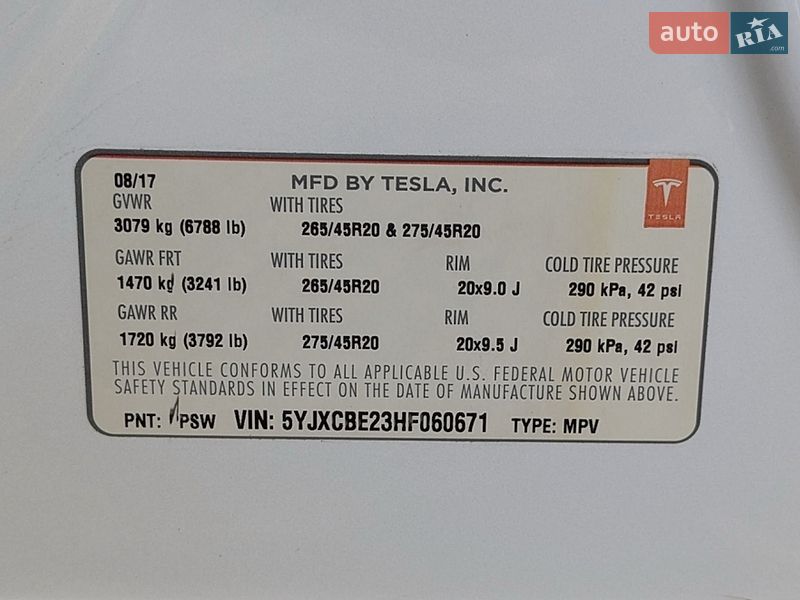 auto RIA.com
08/17 MFD BY TESLA, INC.
GVWR WITH TIRES
3079 kg (6788 lb) 265/45R20 & 275/45R20
TESLA
GAWR FRT WITH TIRES RIM COLD TIRE PRESSURE
1470 kg (3241 lb) 265/45R20 20x9.0 J 290 kPa, 42 psi
GAWR RR WITH TIRES RIM COLD TIRE PRESSURE
1720 kg (3792 lb) 275/45R20 20x9.5 J 290 kPa, 42 psi
THIS VEHICLE CONFORMS TO ALL APPLICABLE U.S. FEDERAL MOTOR VEHICLE
SAFETY STANDARDS IN EFFECT ON THE DATE OF MANUFACTURE SHOWN ABOVE.
PNT: PSW VIN: 5YJXCBE23HF060671 TYPE: MPV